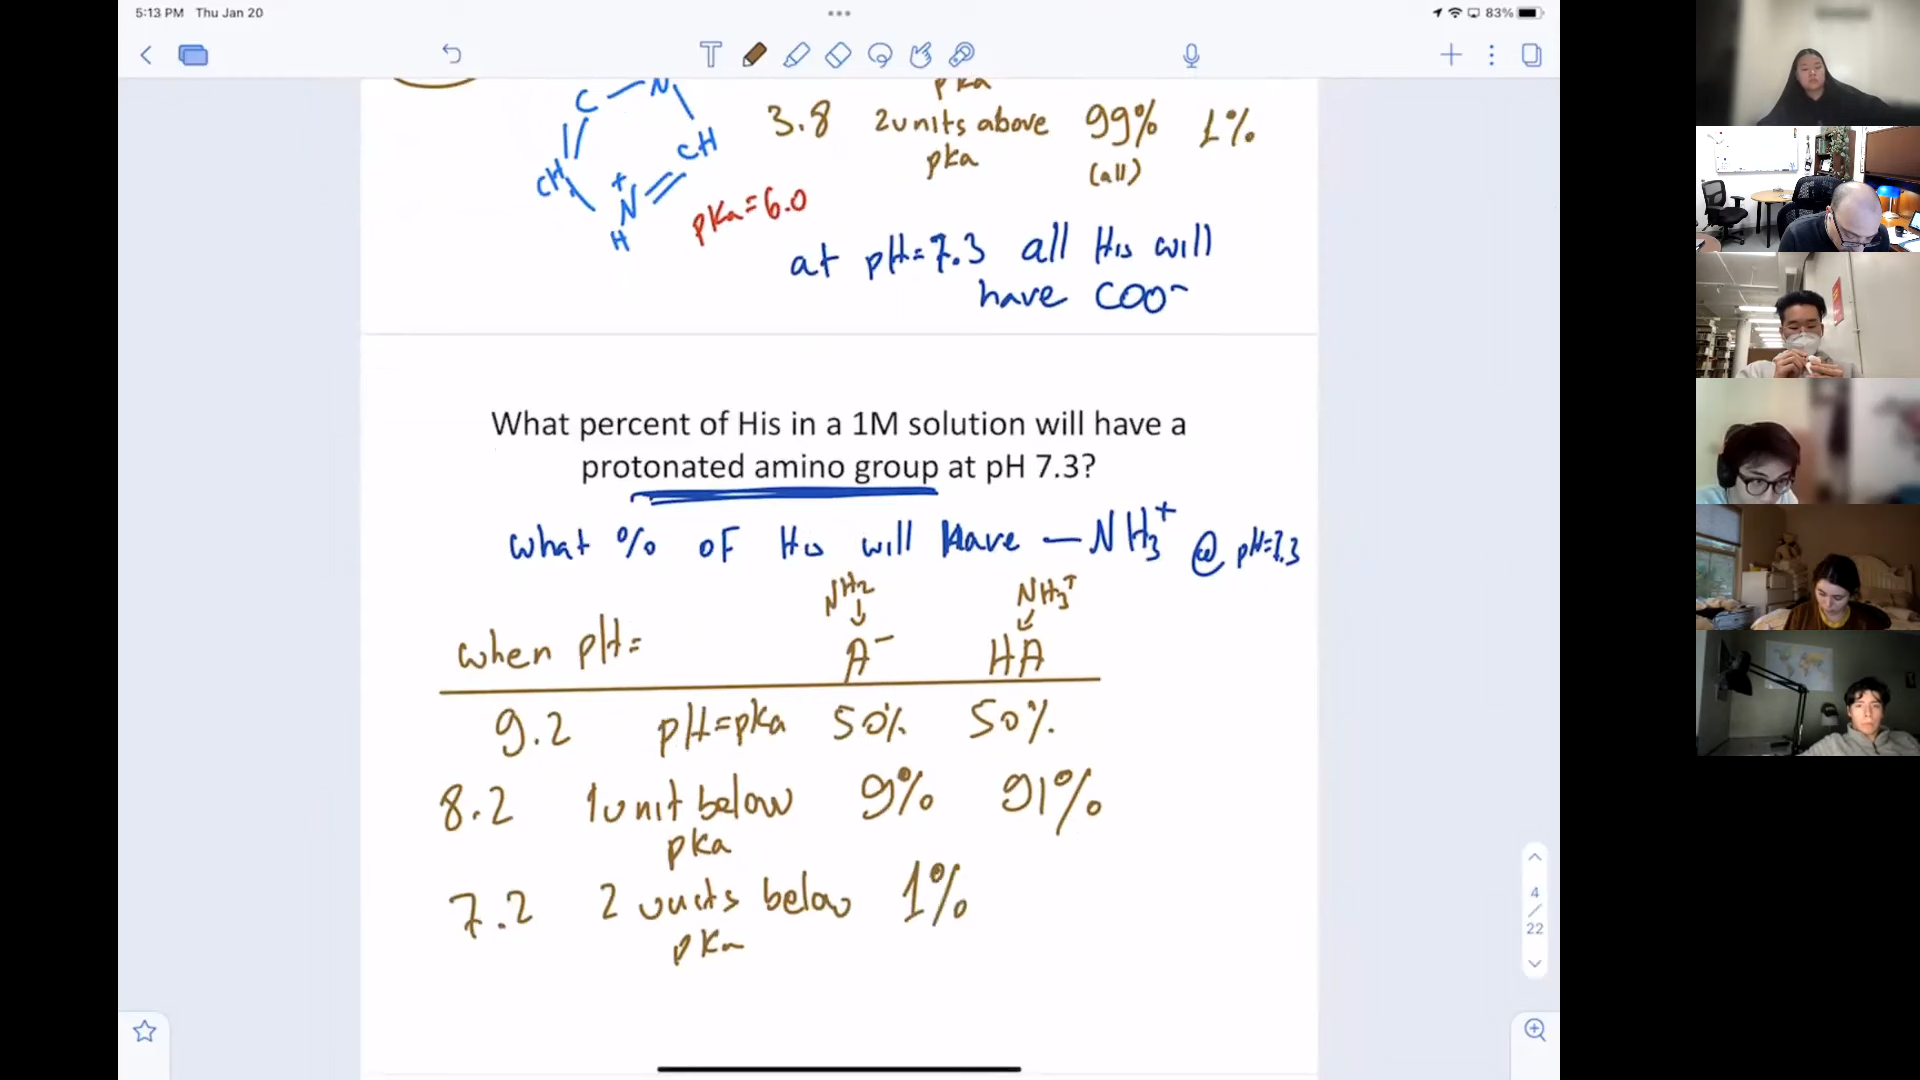 5:13 PM Thu Jan 20
83%
C — N
CH
CH
+
N
H
pKa=6.0
pKa
3.8 2 units above 99% 1%
pKa (all)
at pH=7.3 all His will
have COO-
What percent of His in a 1M solution will have a
protonated amino group at pH 7.3?
what % of His will have —NH3+ @ pH=7.3
NH2 NH3+
when pH= A- HA
9.2 pH=pKa 50% 50%
8.2 1 unit below 9% 91%
pKa
7.2 2 units below 1%
pKa
4
/
22